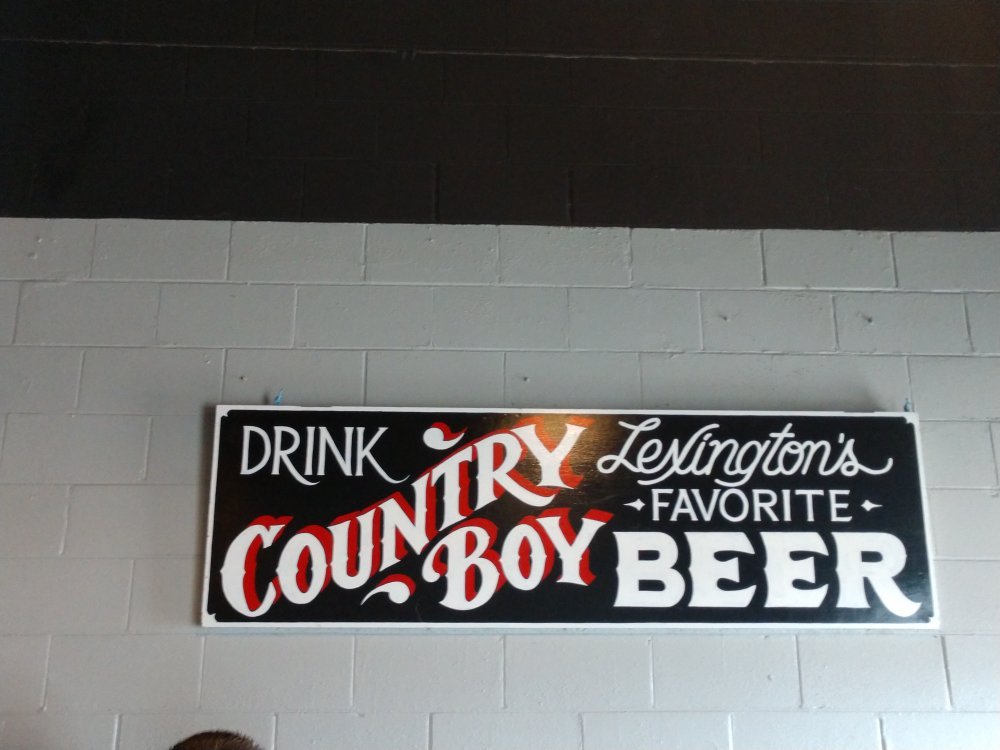 DRINK
COUNTRY
BOY
Lexington's
FAVORITE
BEER